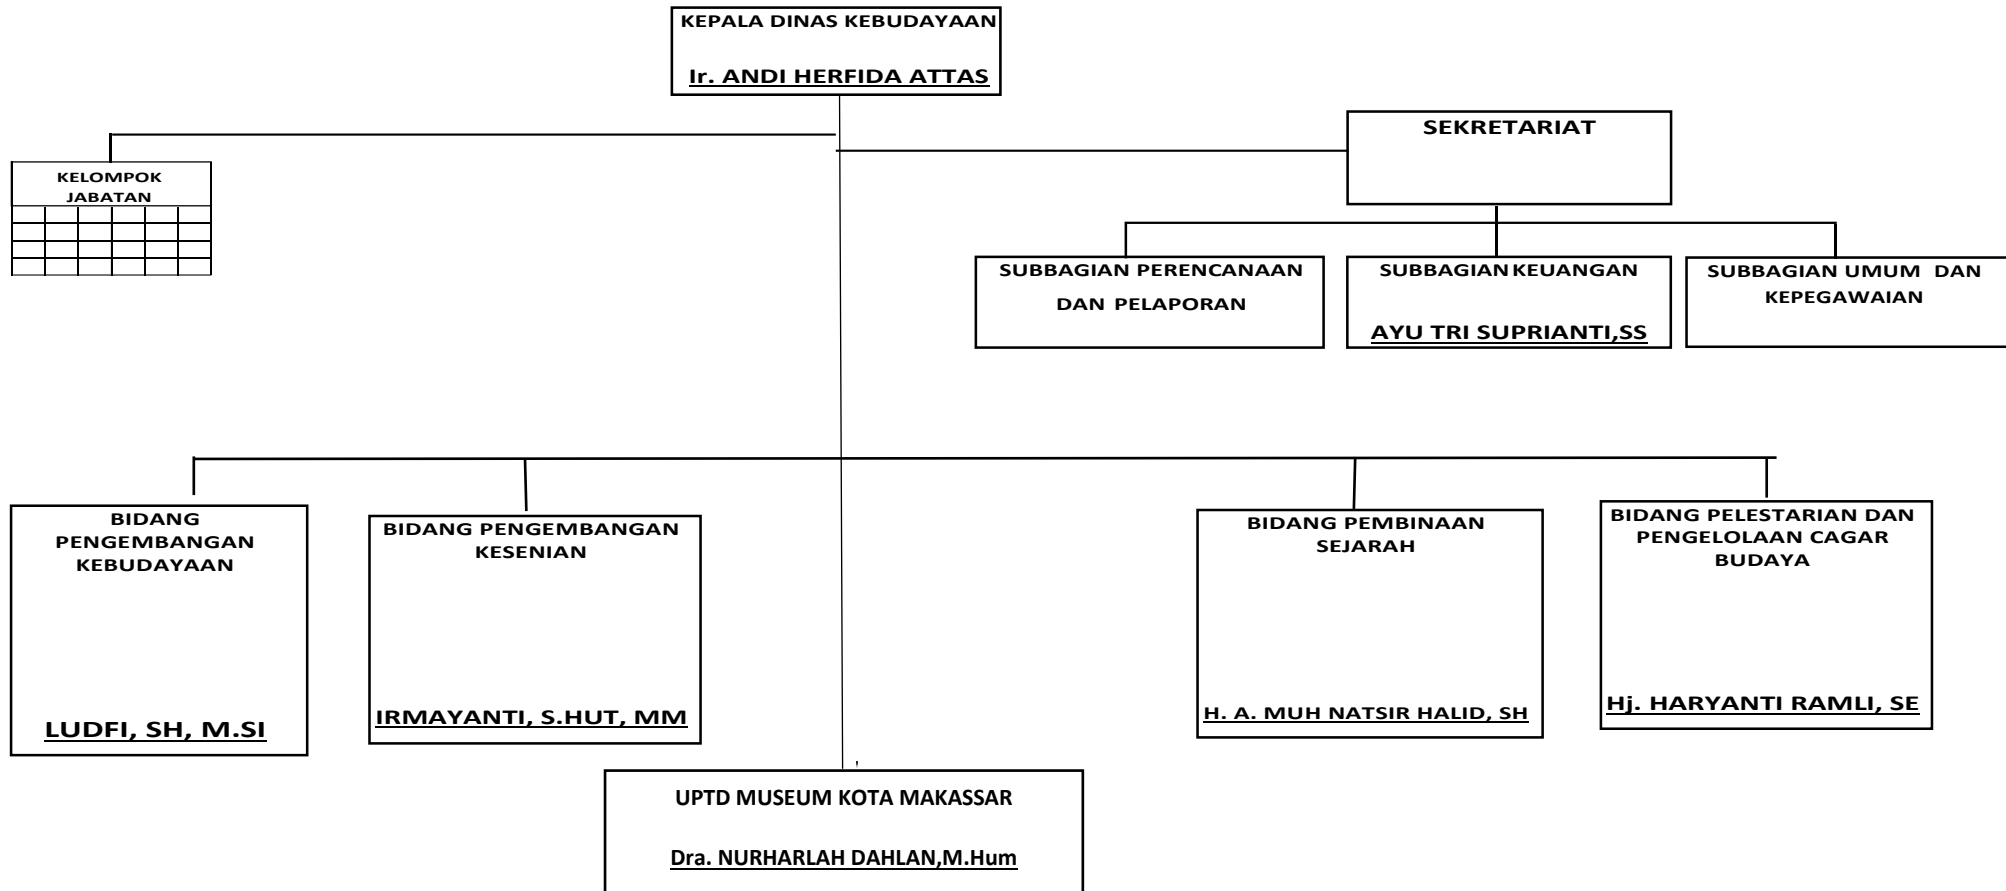 KEPALA DINAS KEBUDAYAAN
Ir. ANDI HERFIDA ATTAS
SEKRETARIAT
KELOMPOK
JABATAN
SUBBAGIAN PERENCANAAN
DAN PELAPORAN
SUBBAGIAN KEUANGAN
AYU TRI SUPRIANTI,SS
SUBBAGIAN UMUM DAN
KEPEGAWAIAN
BIDANG
PENGEMBANGAN
KEBUDAYAAN
LUDFI, SH, M.SI
BIDANG PENGEMBANGAN
KESENIAN
IRMAYANTI, S.HUT, MM
BIDANG PEMBINAAN
SEJARAH
H. A. MUH NATSIR HALID, SH
BIDANG PELESTARIAN DAN
PENGELOLAAN CAGAR
BUDAYA
Hj. HARYANTI RAMLI, SE
,
UPTD MUSEUM KOTA MAKASSAR
Dra. NURHARLAH DAHLAN,M.Hum